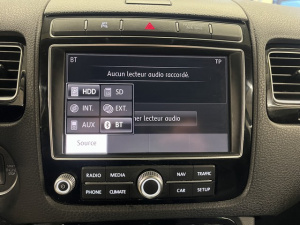 BT TP
Aucun lecteur audio raccordé.
HDD SD
INT. EXT.
AUX BT
her lecteur audio
Source
RADIO MEDIA NAV TRAFFIC
PHONE CLIMATE CAR SETUP